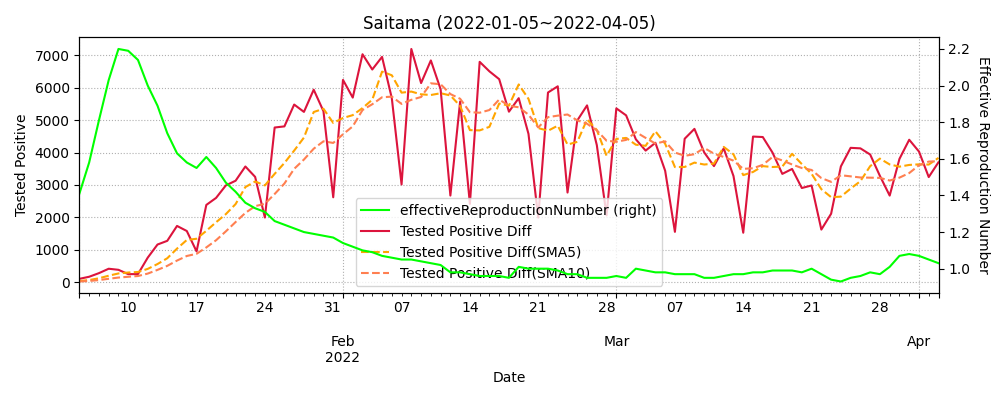 Saitama (2022-01-05~2022-04-05)
Tested Positive
7000
6000
5000
4000
3000
2000
1000
0
2.2
2.0
1.8
1.6
1.4
1.2
1.0
Effective Reproduction Number
effectiveReproductionNumber (right)
Tested Positive Diff
Tested Positive Diff(SMA5)
Tested Positive Diff(SMA10)
10 17 24 31 07 14 21 28 07 14 21 28
Feb Mar Apr
2022
Date